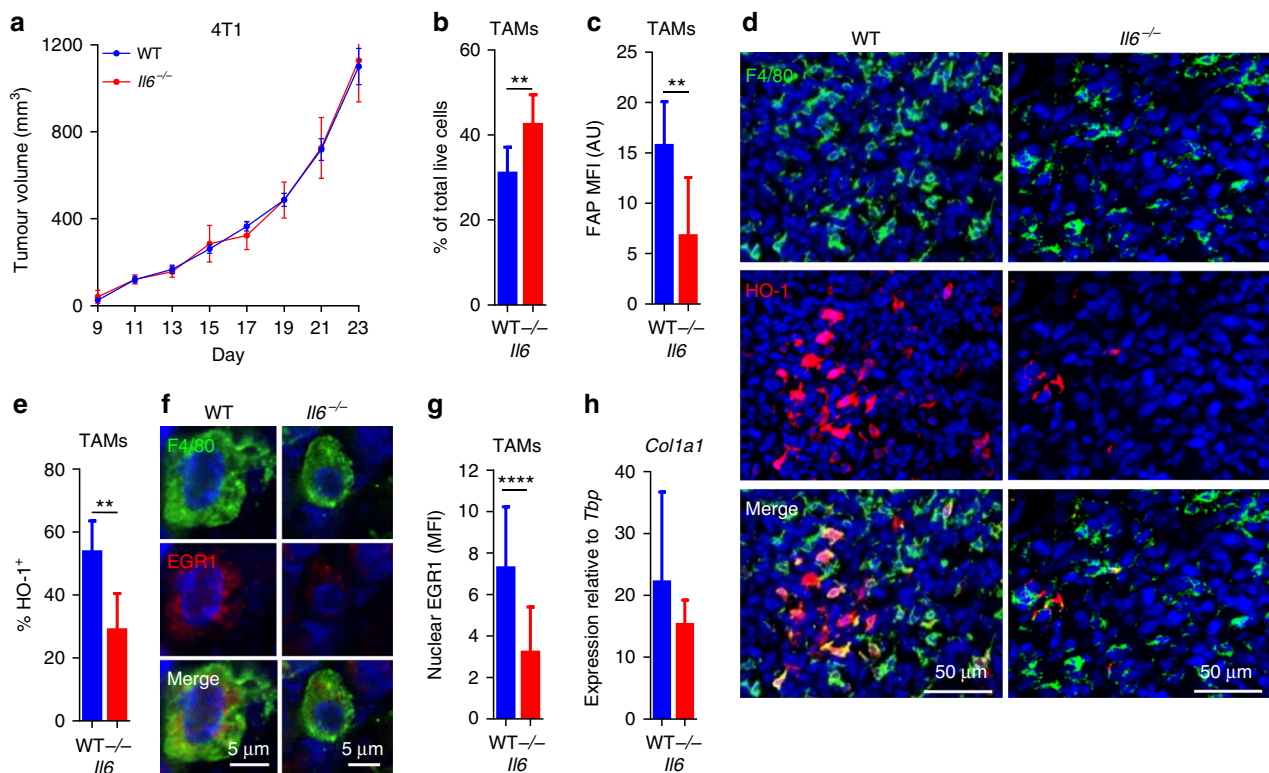 a
4T1
WT
Il6−/−
Tumour volume (mm3)
1200
800
400
0
9 11 13 15 17 19 21 23
Day
b
TAMs
% of total live cells
60
40
20
0
**
WT −/−
Il6
c
TAMs
FAP MFI (AU)
25
20
15
10
5
0
**
WT −/−
Il6
d
WT
Il6−/−
F4/80
HO-1
Merge
50 μm
50 μm
e
TAMs
% HO-1+
80
60
40
20
0
**
WT −/−
Il6
f
WT
Il6−/−
F4/80
EGR1
Merge
5 μm
5 μm
g
TAMs
Nuclear EGR1 (MFI)
10
8
6
4
2
0
****
WT −/−
Il6
h
Col1a1
Expression relative to Tbp
40
30
20
10
0
WT −/−
Il6